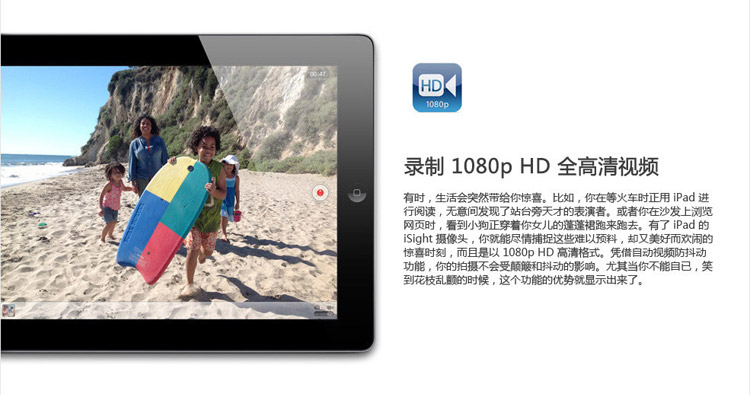 00:47
HD
1080p
录制 1080p HD 全高清视频
有时，生活会突然带给你惊喜。比如，你在等火车时正用 iPad 进
行阅读，无意间发现了站台旁天才的表演者。或者你在沙发上浏览
网页时，看到小狗正穿着你女儿的蓬蓬裙跑来跑去。有了 iPad 的
iSight 摄像头，你就能尽情捕捉这些难以预料，却又美好而欢闹的
惊喜时刻，而且是以 1080p HD 高清格式。凭借自动视频防抖动
功能，你的拍摄不会受颠簸和抖动的影响。尤其当你不能自已，笑
到花枝乱颤的时候，这个功能的优势就显示出来了。